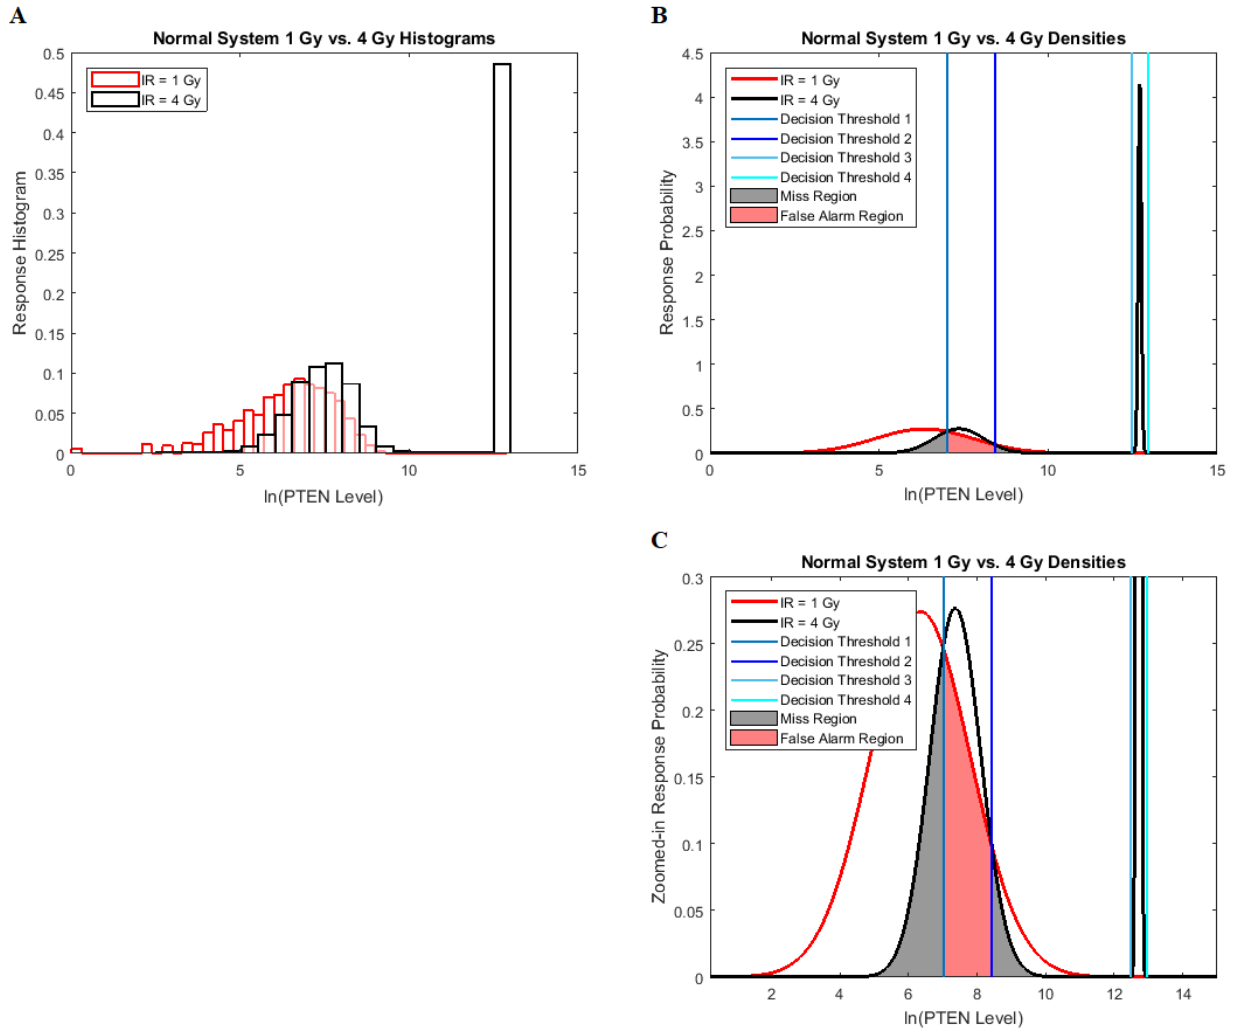 A
Normal System 1 Gy vs. 4 Gy Histograms
IR = 1 Gy
IR = 4 Gy
Response Histogram
0.5
0.45
0.4
0.35
0.3
0.25
0.2
0.15
0.1
0.05
0
0 5 10 15
ln(PTEN Level)
B
Normal System 1 Gy vs. 4 Gy Densities
IR = 1 Gy
IR = 4 Gy
Decision Threshold 1
Decision Threshold 2
Decision Threshold 3
Decision Threshold 4
Miss Region
False Alarm Region
Response Probability
4.5
4
3.5
3
2.5
2
1.5
1
0.5
0
0 5 10 15
ln(PTEN Level)
C
Normal System 1 Gy vs. 4 Gy Densities
IR = 1 Gy
IR = 4 Gy
Decision Threshold 1
Decision Threshold 2
Decision Threshold 3
Decision Threshold 4
Miss Region
False Alarm Region
Zoomed-in Response Probability
0.3
0.25
0.2
0.15
0.1
0.05
0
2 4 6 8 10 12 14
ln(PTEN Level)